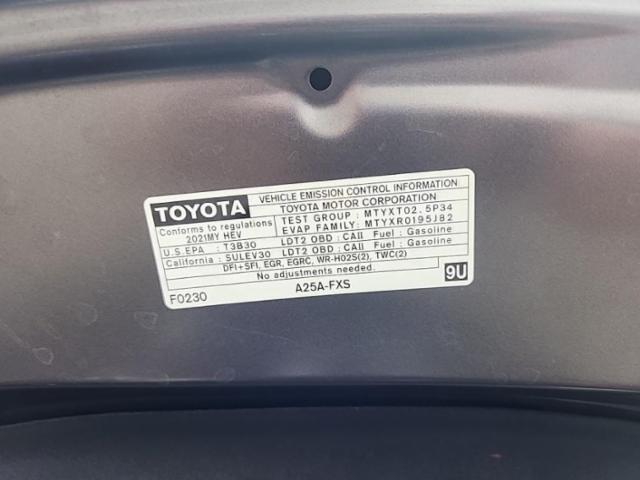 TOYOTA
VEHICLE EMISSION CONTROL INFORMATION
TOYOTA MOTOR CORPORATION
Conforms to regulations
2021MY HEV
TEST GROUP : MTYXT02.5P34
EVAP FAMILY: MTYXR0195J82
U.S.EPA : T3B30 LDT2 OBD : CAII Fuel : Gasoline
California : SULEV30 LDT2 OBD : CAII Fuel : Gasoline
DFI+SFI, EGR, EGRC, WR-HO2S(2), TWC(2)
No adjustments needed.
9U
F0230 A25A-FXS